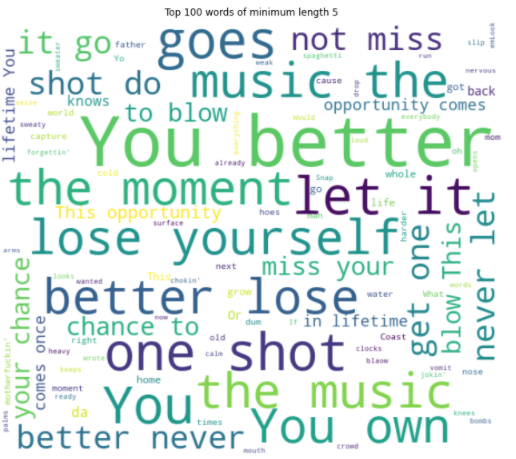 Top 100 words of minimum length 5
it go
father
Yo
sweater
goes
weak
not miss
spaghetti
run
slip
emLook
lifetime You
shot do
music the
cause
drop
got
back
nervous
knows
to blow
opportunity comes
seize
world
sweaty
capture
forgettin'
everything
You better
Would
loud
everybody
oh
mom
opens
already
cold
whole
the moment
Snap
go
let it
life
man
This opportunity
hoes
surface
harder
lose yourself
never let
get one
blow This
arms
your chance
looks
wanted
This
chokin'
next
miss your
better lose
grow
water
What
words
motherfuckin'
comes once
chance to
right
now
Or
dum
If
in lifetime
old
Coast
clocks
heavy
wrote
one shot
calm
blaow
jokin'
vomit
nose
keeps
moment
ready
home
You
the music
da
times
You own
knees
bombs
palms
better never
mouth
crowd